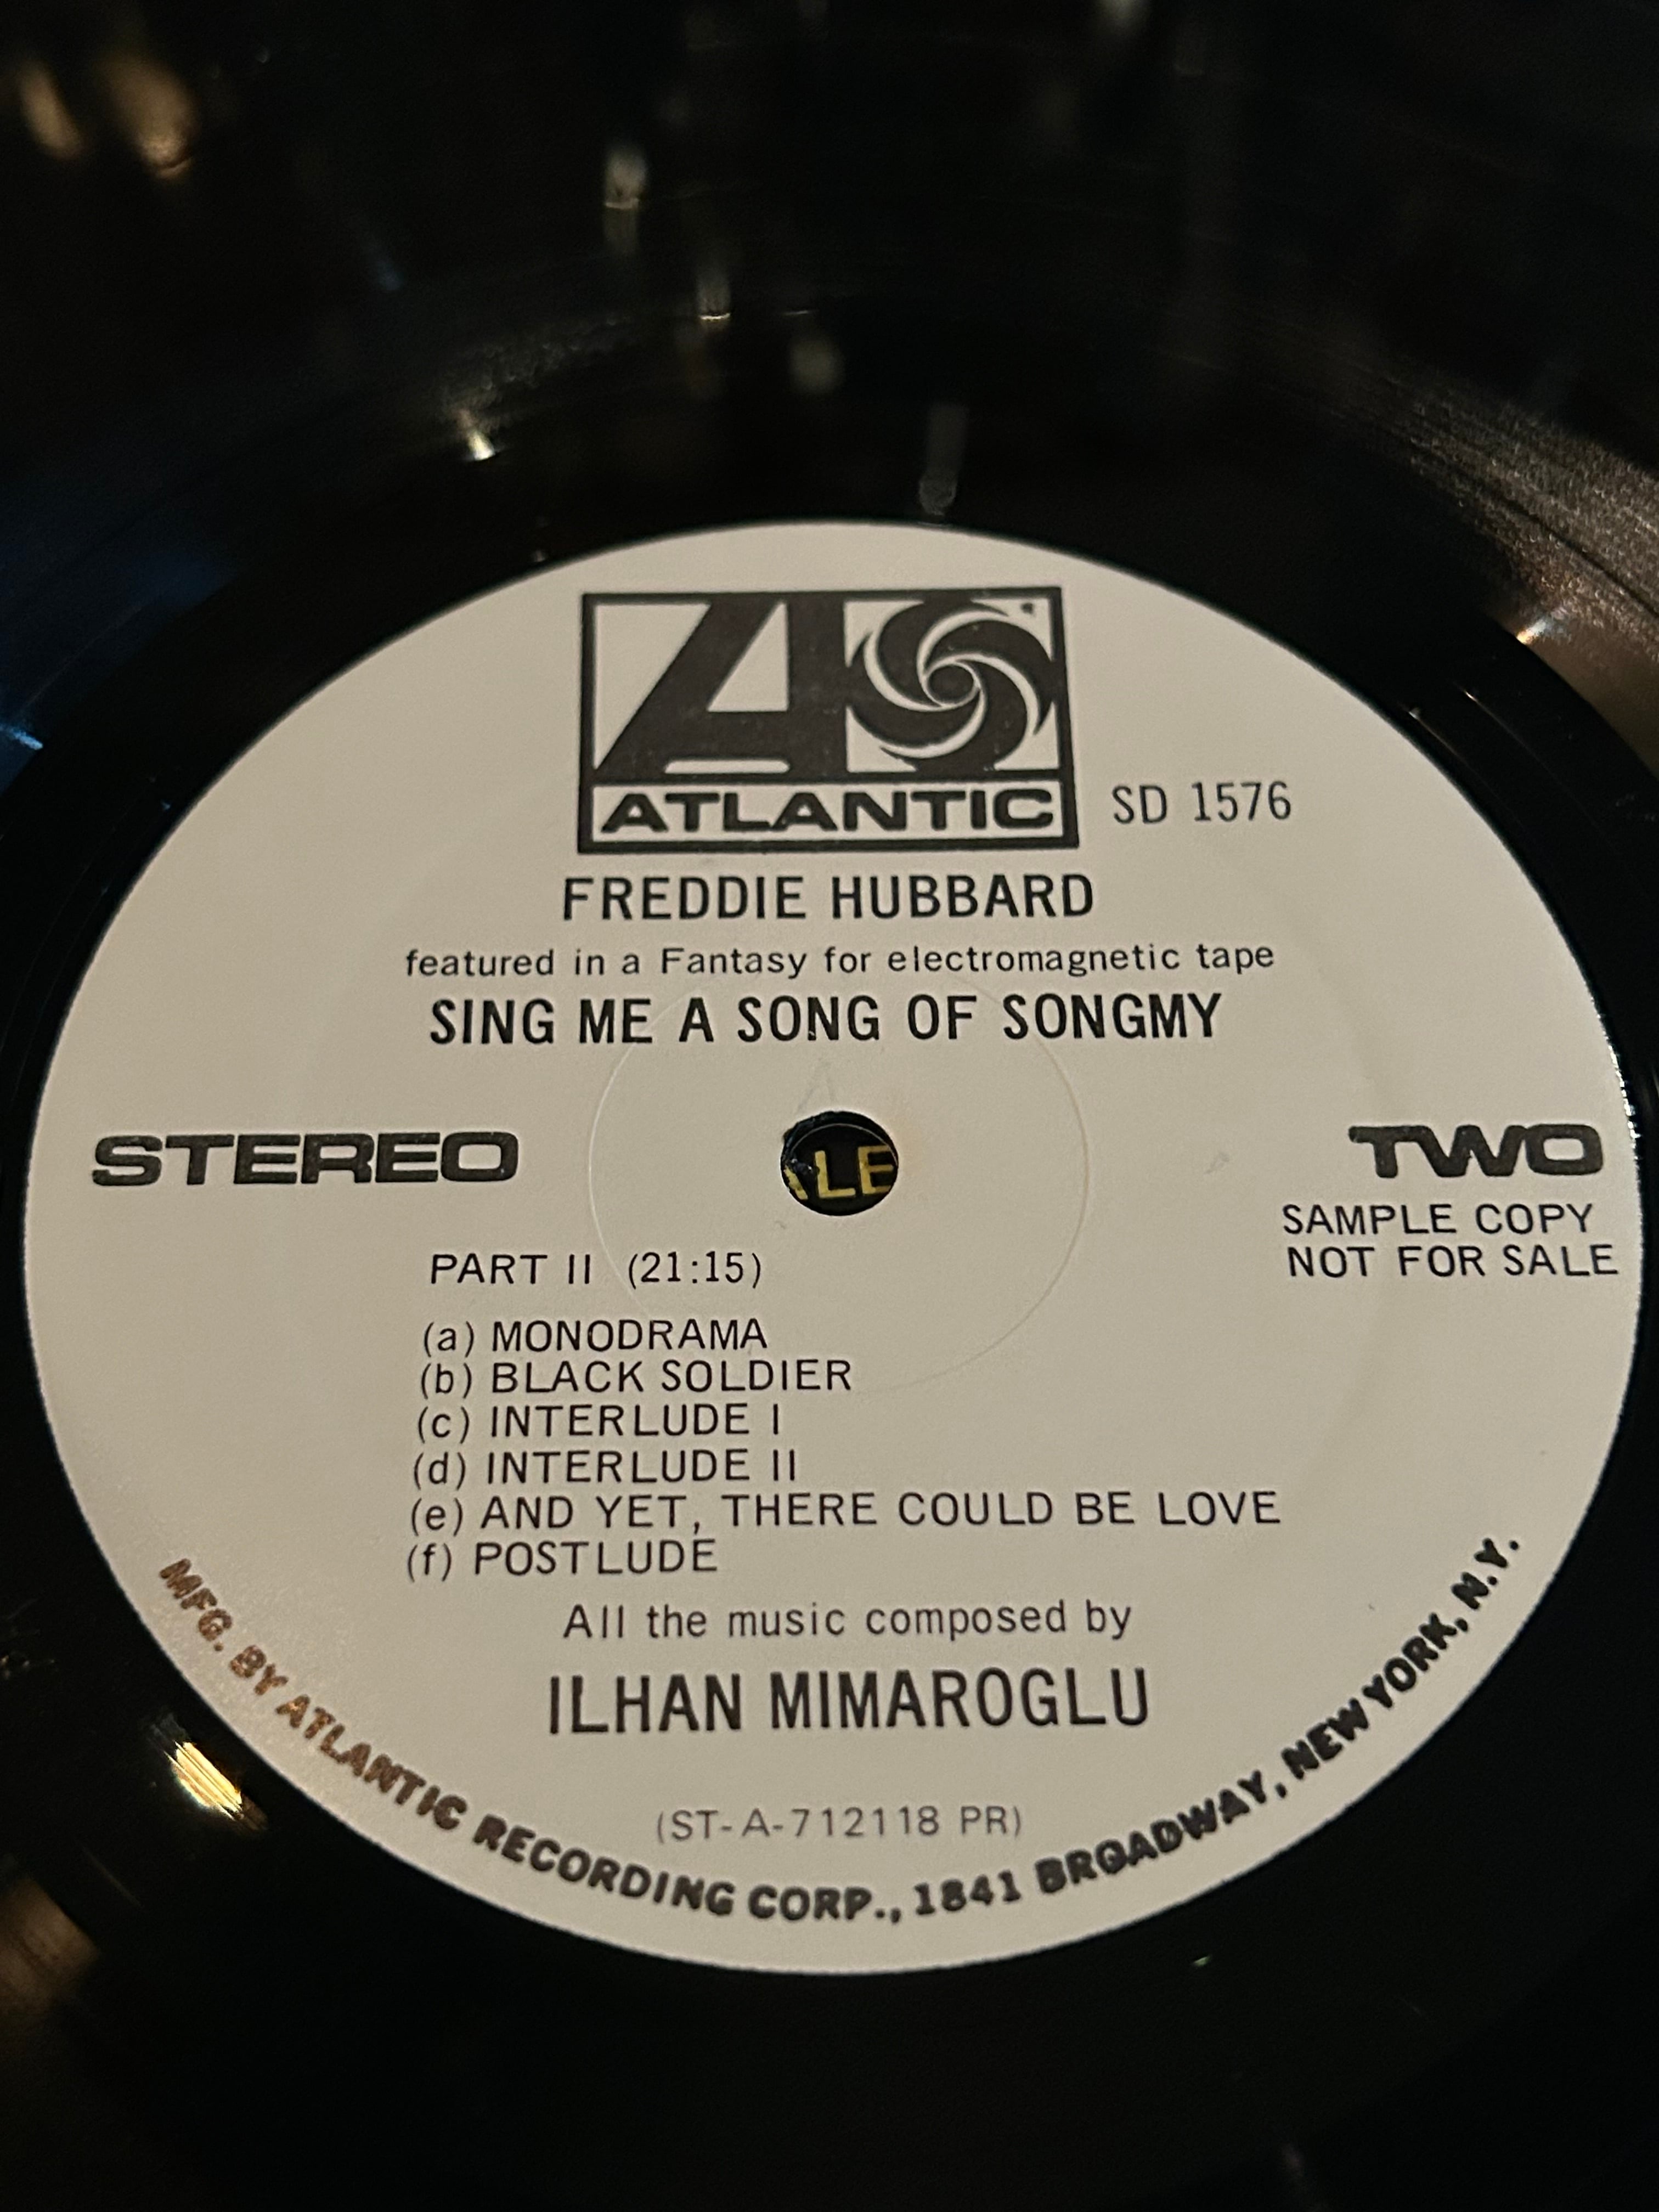 ATLANTIC
SD 1576
FREDDIE HUBBARD
featured in a Fantasy for electromagnetic tape
SING ME A SONG OF SONGMY
STEREO
LE
TWO
SAMPLE COPY
NOT FOR SALE
PART II (21:15)
(a) MONODRAMA
(b) BLACK SOLDIER
(c) INTERLUDE I
(d) INTERLUDE II
(e) AND YET, THERE COULD BE LOVE
(f) POSTLUDE
All the music composed by
ILHAN MIMAROGLU
(ST-A-712118 PR)
MFG. BY ATLANTIC RECORDING CORP., 1841 BROADWAY, NEW YORK, N.Y.